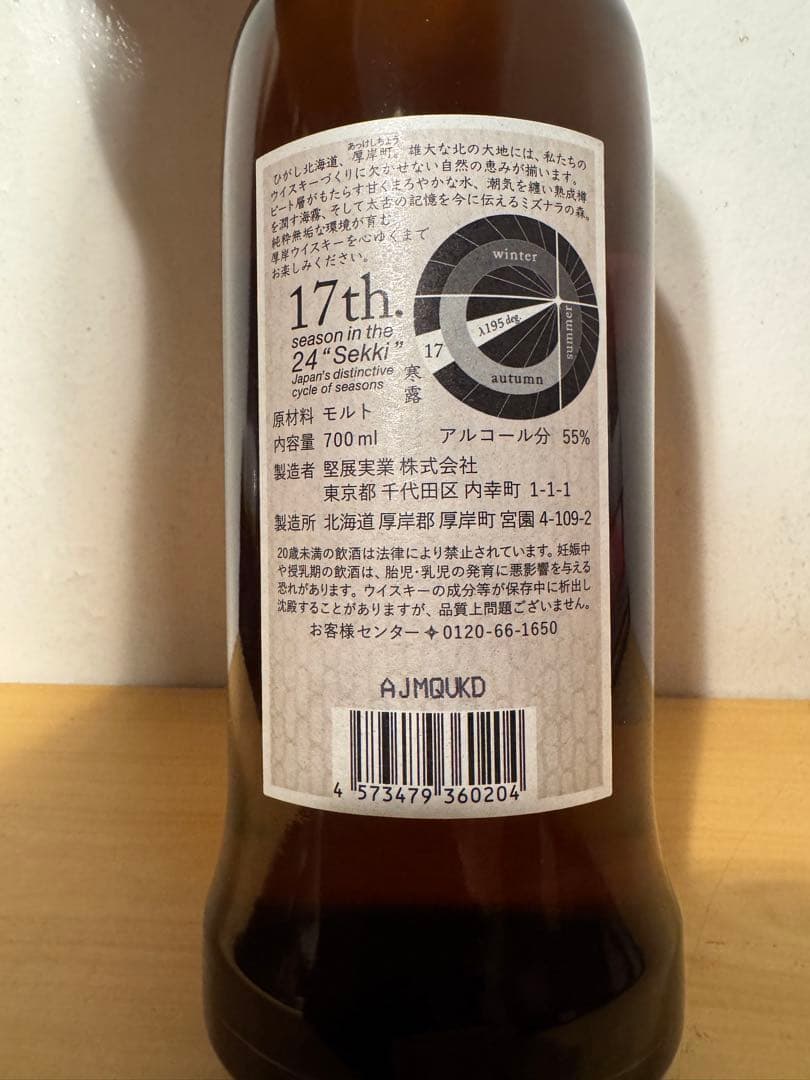 あっけしちょう
ひがし北海道、厚岸町。雄大な北の大地には、私たちの
ウイスキーづくりに欠かせない自然の恵みが揃います。
ピート層がもたらす甘くまろやかな水、潮気を纏い熟成樽
を潤す海霧、そして太古の記憶を今に伝えるミズナラの森。
純粋無垢な環境が育む
厚岸ウイスキーを心ゆくまで
お楽しみください。
winter
summer
λ195 deg.
autumn
17
寒露
17th.
season in the
24 “Sekki”
Japan's distinctive
cycle of seasons
原材料 モルト
内容量 700 ml アルコール分 55%
製造者 堅展実業 株式会社
東京都 千代田区 内幸町 1-1-1
製造所 北海道 厚岸郡 厚岸町 宮園 4-109-2
20歳未満の飲酒は法律により禁止されています。妊娠中
や授乳期の飲酒は、胎児・乳児の発育に悪影響を与える
恐れがあります。ウイスキーの成分等が保存中に析出し
沈殿することがありますが、品質上問題ございません。
お客様センター ✧ 0120-66-1650
AJMQUKD
4 573479 360204